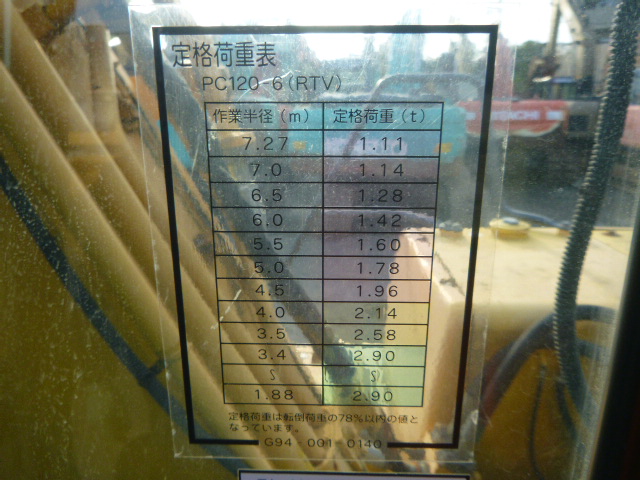 定格荷重表
PC120-6(RTV)
作業半径(m) 定格荷重(t)
7.27 1.11
7.0 1.14
6.5 1.28
6.0 1.42
5.5 1.60
5.0 1.78
4.5 1.96
4.0 2.14
3.5 2.58
3.4 2.90
∫ ∫
1.88 2.90
定格荷重は転倒荷重の78%以内の値と
なっています。
G94-001-0140